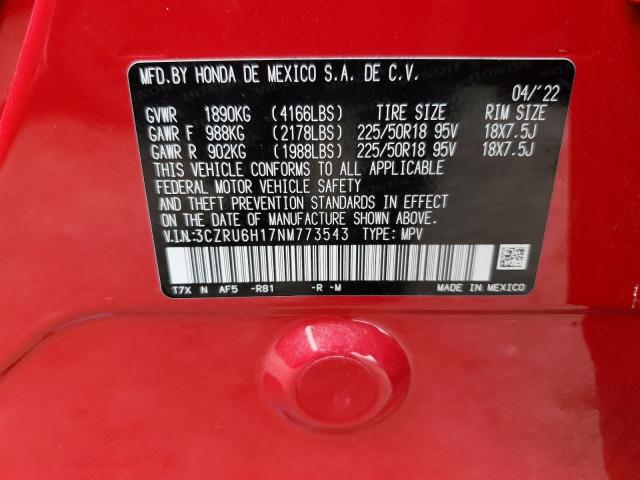 MFD.BY HONDA DE MEXICO S.A. DE C.V.
04/'22
GVWR 1890KG (4166LBS) TIRE SIZE RIM SIZE
GAWR F 988KG (2178LBS) 225/50R18 95V 18X7.5J
GAWR R 902KG (1988LBS) 225/50R18 95V 18X7.5J
THIS VEHICLE CONFORMS TO ALL APPLICABLE
FEDERAL MOTOR VEHICLE SAFETY
AND THEFT PREVENTION STANDARDS IN EFFECT
ON THE DATE OF MANUFACTURE SHOWN ABOVE.
V.I.N:3CZRU6H17NM773543 TYPE: MPV
T7X N AF5 -R81 -R -M MADE IN MEXICO